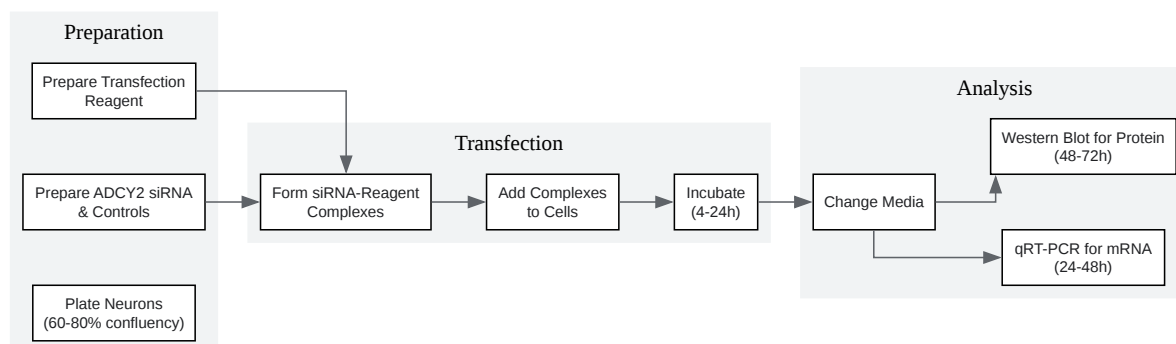 Preparation
Prepare Transfection
Reagent
Prepare ADCY2 siRNA
& Controls
Plate Neurons
(60-80% confluency)
Transfection
Form siRNA-Reagent
Complexes
Add Complexes
to Cells
Incubate
(4-24h)
Analysis
Change Media
Western Blot for Protein
(48-72h)
qRT-PCR for mRNA
(24-48h)